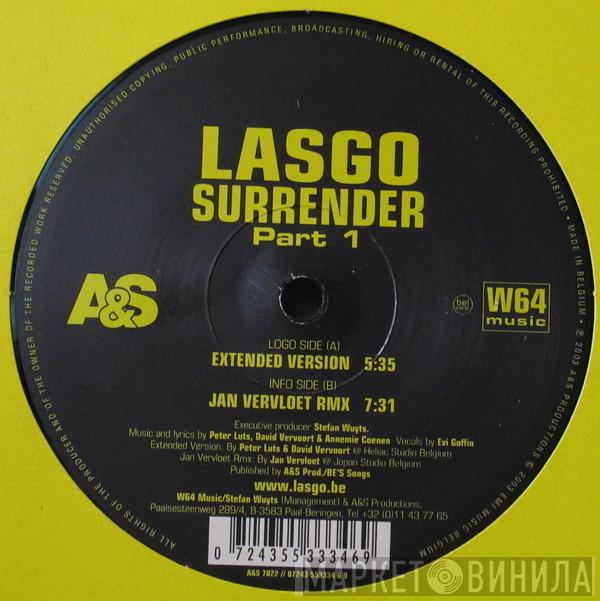 ALL RIGHTS OF THE PRODUCER AND OF THE OWNER OF THE RECORDED WORK RESERVED. UNAUTHORISED COPYING, PUBLIC PERFORMANCE, BROADCASTING, HIRING OR RENTAL OF THIS RECORDING PROHIBITED • MADE IN BELGIUM • ℗ 2003 A&S PRODUCTIONS © 2003 EMI MUSIC BELGIUM
LASGO
SURRENDER
Part 1
A&S
bel
W64
music
LOGO SIDE (A)
EXTENDED VERSION 5:35
INFO SIDE (B)
JAN VERVLOET RMX 7:31
Executive producer Stefan Wuyts.
Music and lyrics by Peter Luts, David Vervoort & Annemie Coenen Vocals by Evi Goffin
Extended Version: By Peter Luts & David Vervoort @ Heliac Studio Belgium
Jan Vervloet Rmx: By Jan Vervloet @ Japan Studio Belgium
Published by A&S Prod./BE'S Songs
www.lasgo.be
W64 Music/Stefan Wuyts (Management) & A&S Productions,
Paalsesteenweg 289/4, B-3583 Paal-Beringen, Tel +32 (0)11 43 77 65
0 724355 333469
A&S 7022 // 07243 553334 6 9
МАРКЕТ ВИНИЛА